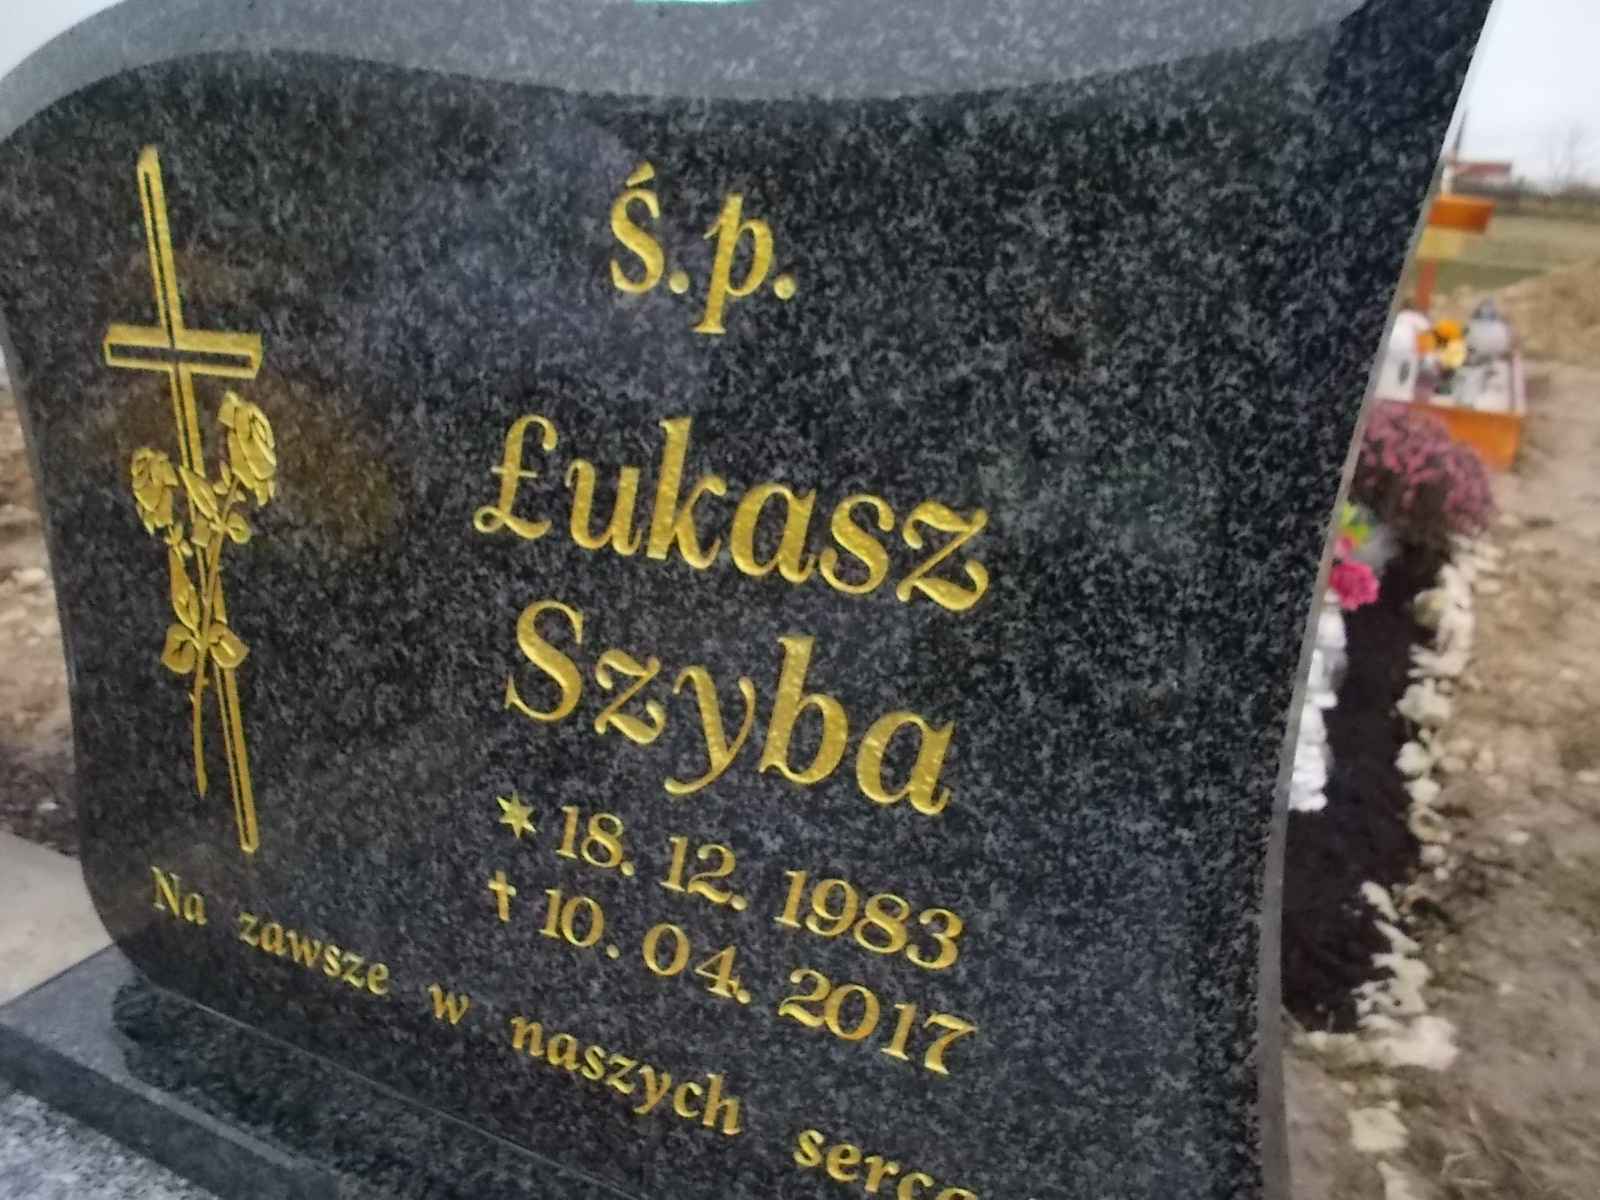 Ś.p.
Łukasz
Szyba
* 18. 12. 1983
† 10. 04. 2017
Na zawsze w naszych